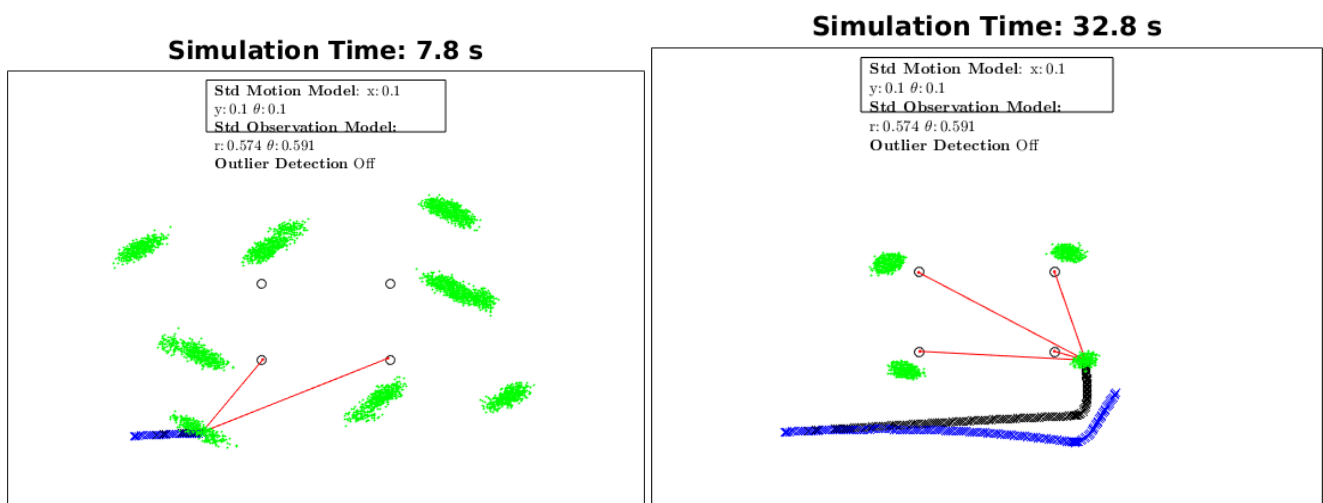 Simulation Time: 7.8 s
Std Motion Model: x: 0.1
y: 0.1 θ: 0.1
Std Observation Model:
r: 0.574 θ: 0.591
Outlier Detection Off
Simulation Time: 32.8 s
Std Motion Model: x: 0.1
y: 0.1 θ: 0.1
Std Observation Model:
r: 0.574 θ: 0.591
Outlier Detection Off